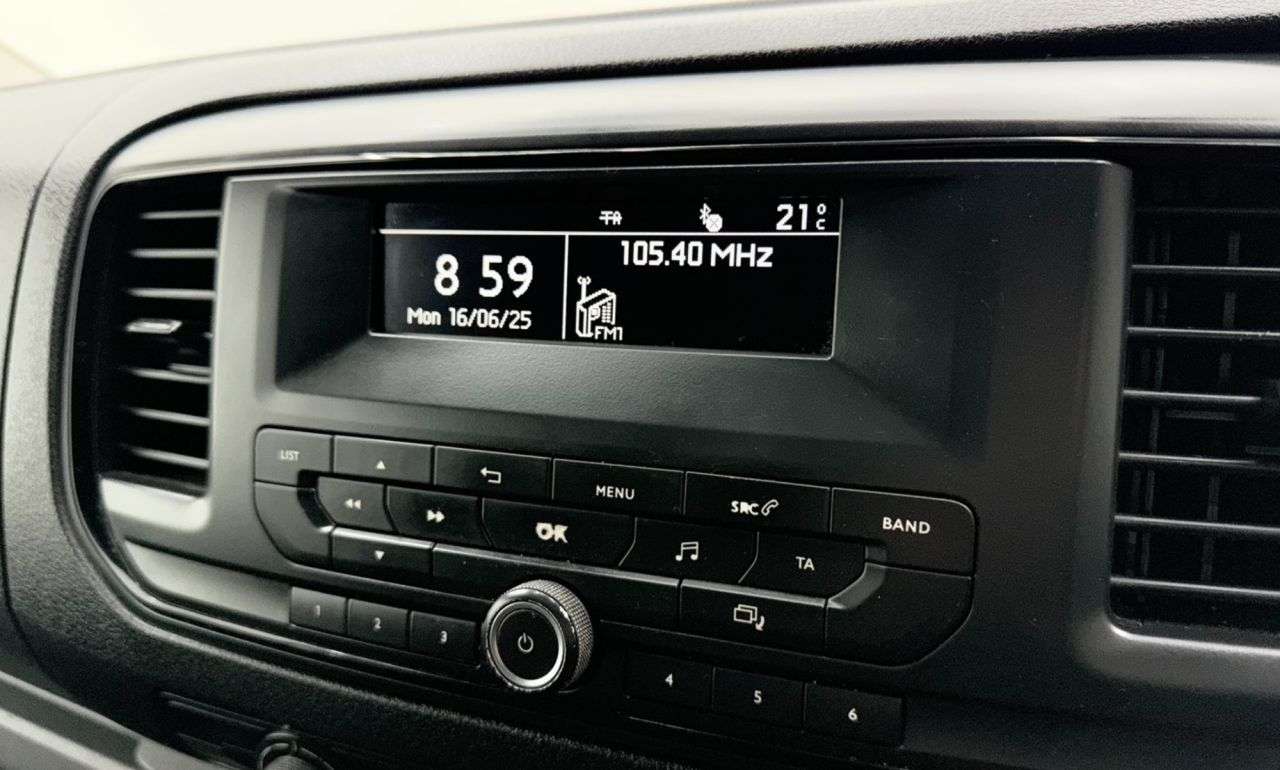 TA
21°C
8 59
105.40 MHz
Mon 16/06/25
FM1
LIST
MENU
SRC
BAND
OK
TA
1
2
3
4
5
6